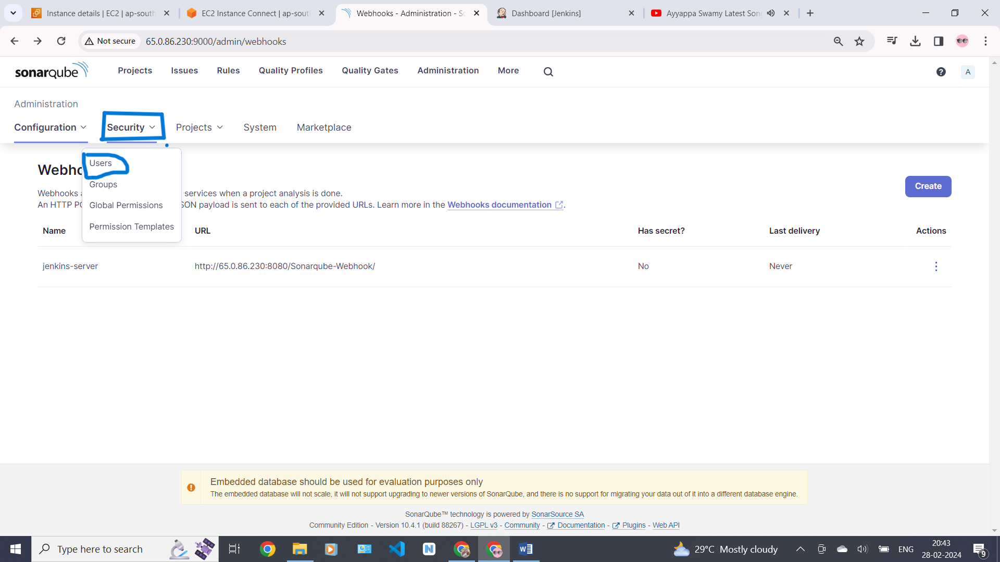 Instance details | EC2 | ap-south
EC2 Instance Connect | ap-sout
Webhooks - Administration - So
Dashboard [Jenkins]
Ayyappa Swamy Latest Song
Not secure
65.0.86.230:9000/admin/webhooks
sonarqube
Projects
Issues
Rules
Quality Profiles
Quality Gates
Administration
More
A
Administration
Configuration
Security
Projects
System
Marketplace
Users
Groups
Global Permissions
Permission Templates
Webho
Create
Webhooks a services when a project analysis is done.
An HTTP PO SON payload is sent to each of the provided URLs. Learn more in the Webhooks documentation.
Name
URL
Has secret?
Last delivery
Actions
jenkins-server
http://65.0.86.230:8080/Sonarqube-Webhook/
No
Never
Embedded database should be used for evaluation purposes only
The embedded database will not scale, it will not support upgrading to newer versions of SonarQube, and there is no support for migrating your data out of it into a different database engine.
SonarQube™ technology is powered by SonarSource SA
Community Edition - Version 10.4.1 (build 88267) - LGPL v3 - Community - Documentation - Plugins - Web API
Type here to search
29°C Mostly cloudy
ENG
20:43
28-02-2024
9